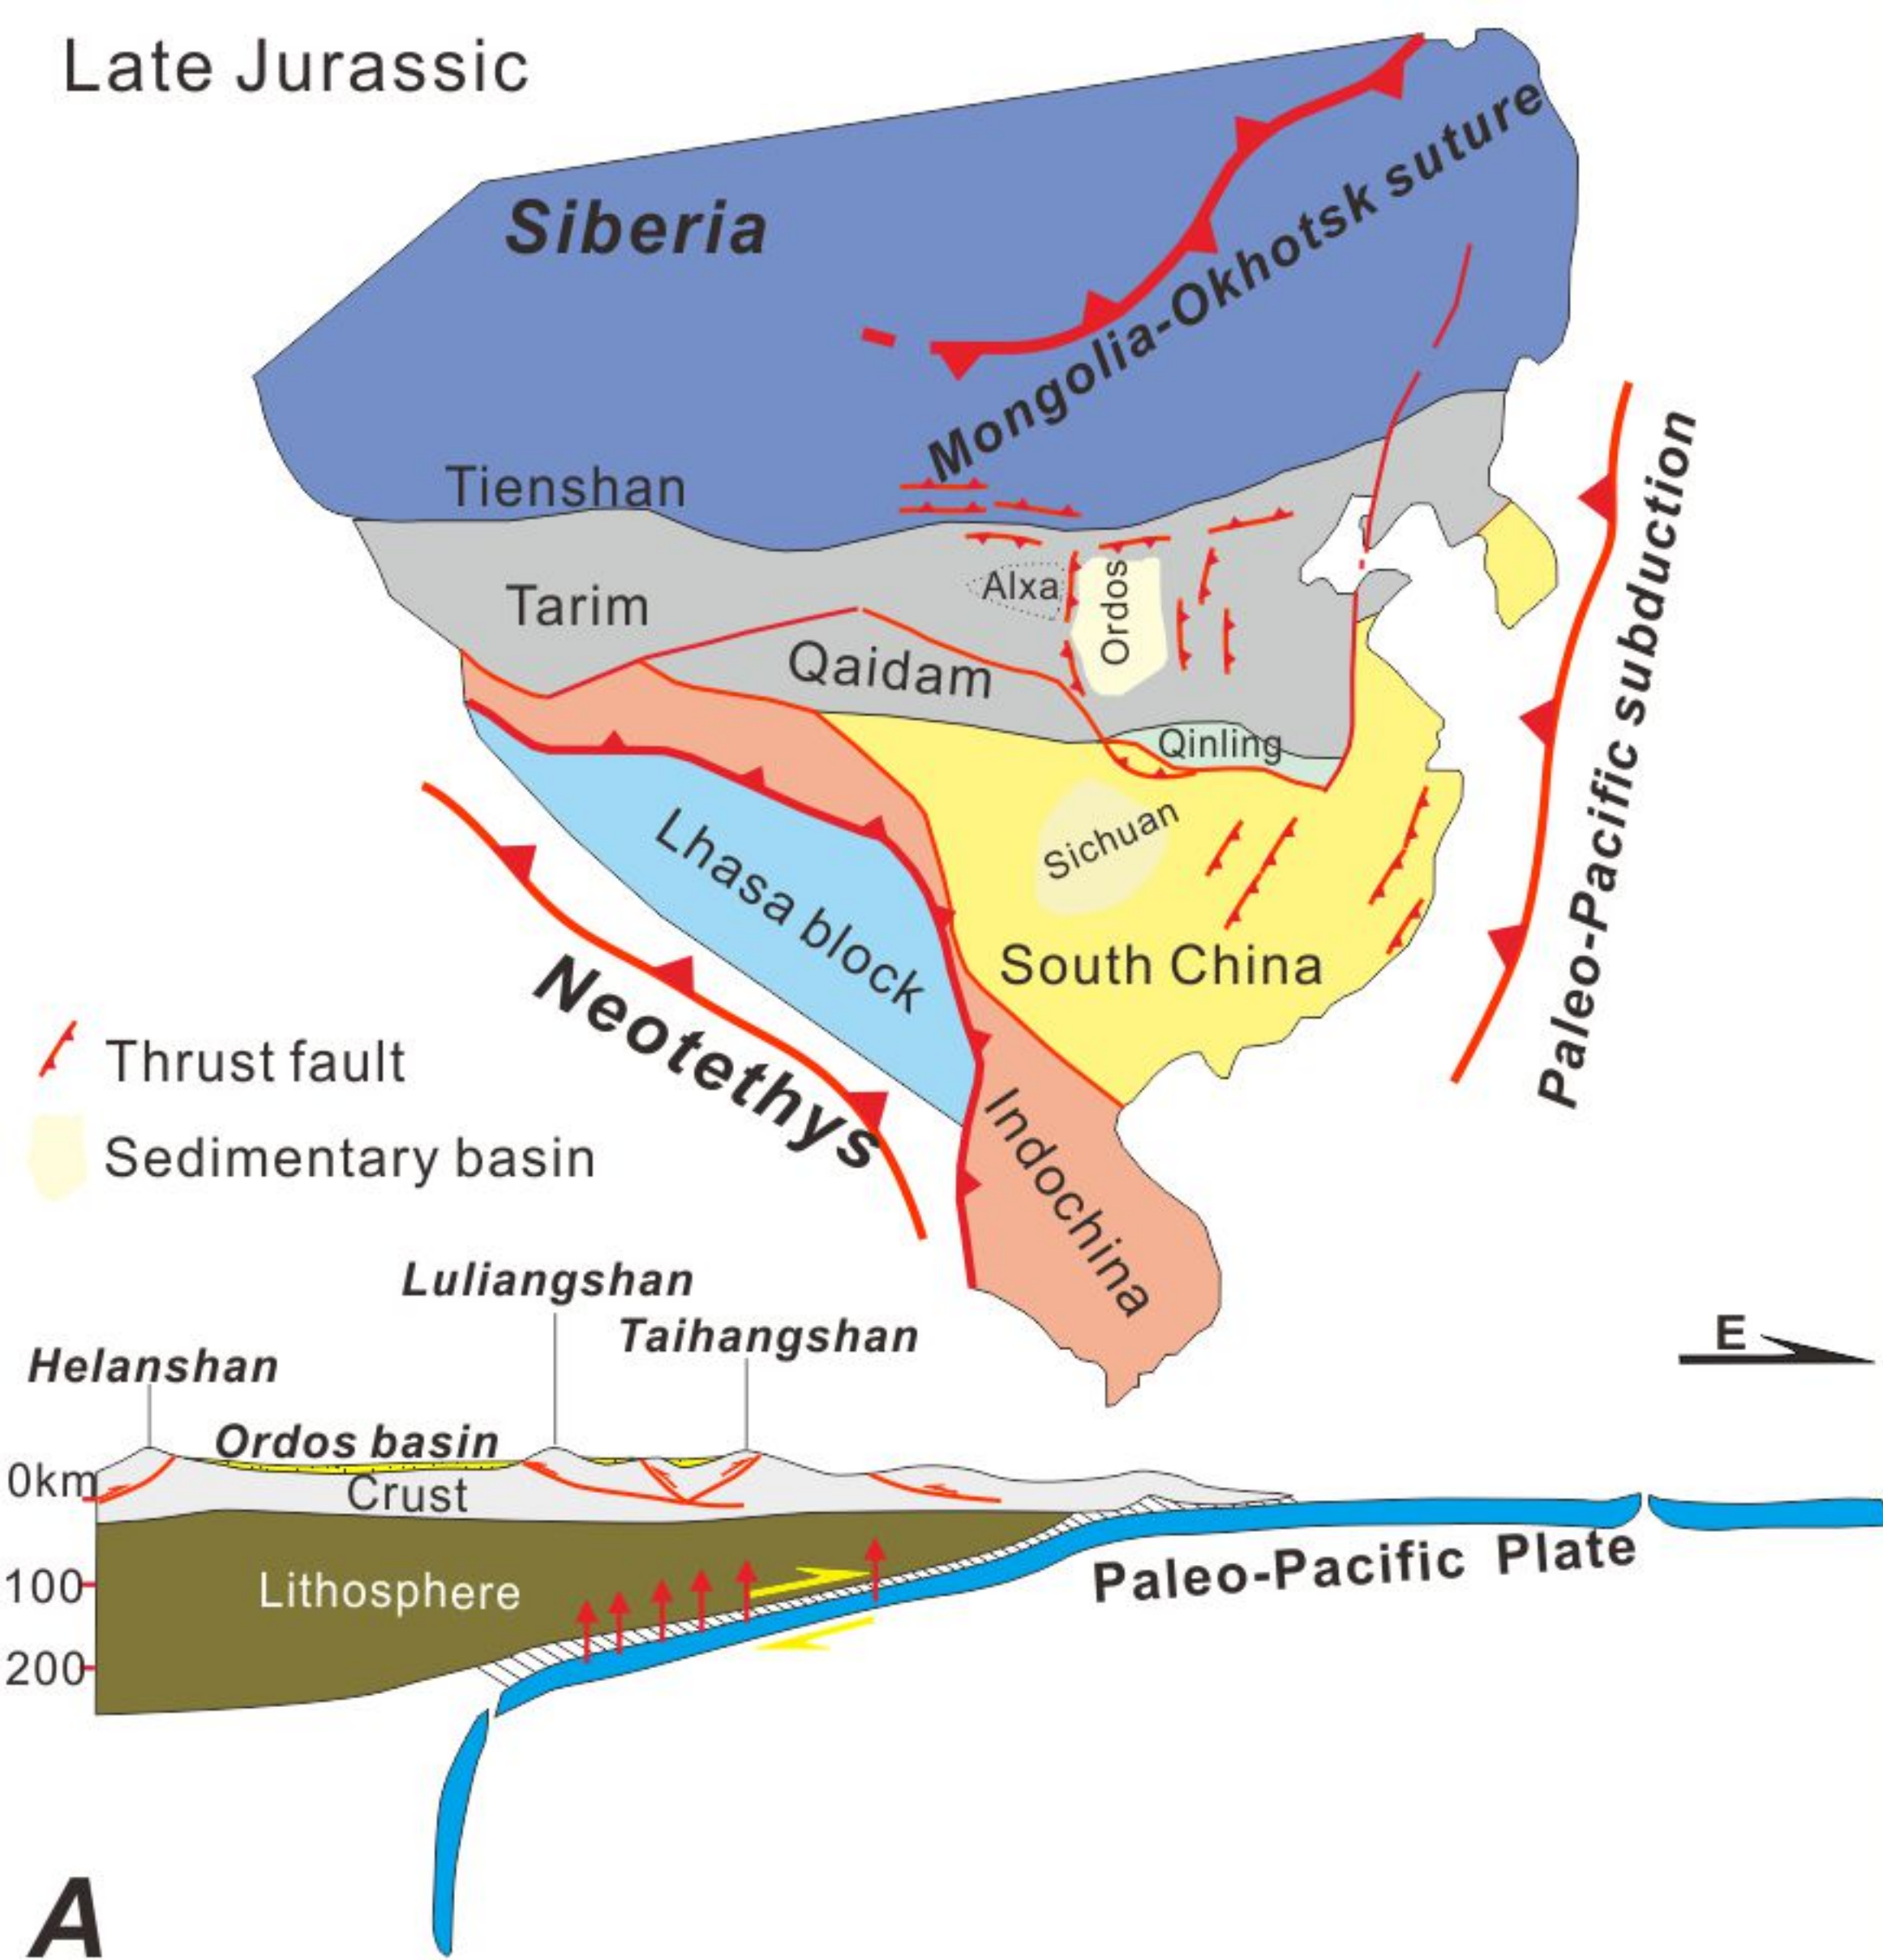 Late Jurassic
Siberia
Mongolia-Okhotsk suture
Tienshan
Tarim
Alxa
Ordos
Qaidam
Qinling
Sichuan
Lhasa block
South China
Paleo-Pacific subduction
Neotethys
Indochina
Thrust fault
Sedimentary basin
Luliangshan
Taihangshan
Helanshan
E
Ordos basin
0km
Crust
Paleo-Pacific Plate
100
Lithosphere
200
A